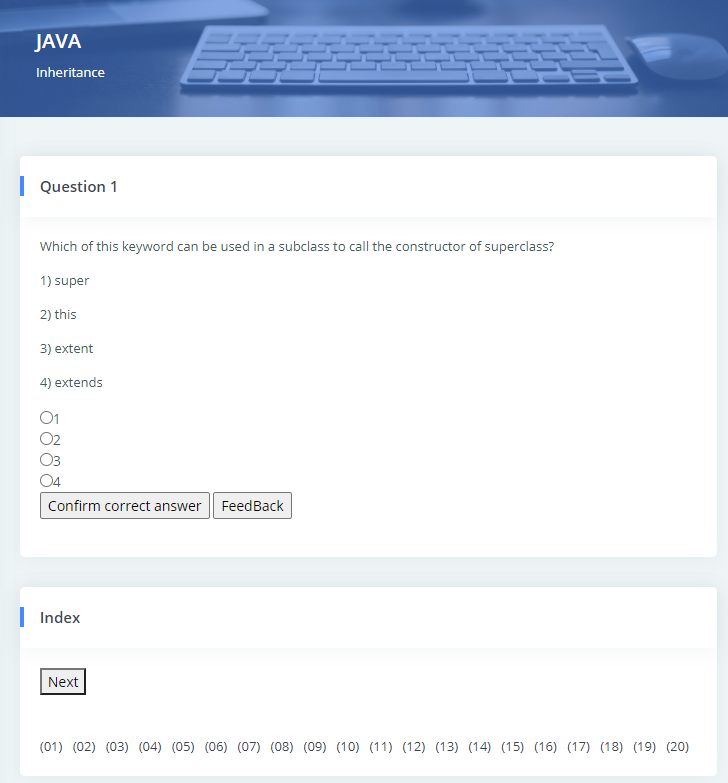 JAVA
Inheritance
Question 1
Which of this keyword can be used in a subclass to call the constructor of superclass?
1) super
2) this
3) extent
4) extends
1
2
3
4
Confirm correct answer FeedBack
Index
Next
(01) (02) (03) (04) (05) (06) (07) (08) (09) (10) (11) (12) (13) (14) (15) (16) (17) (18) (19) (20)